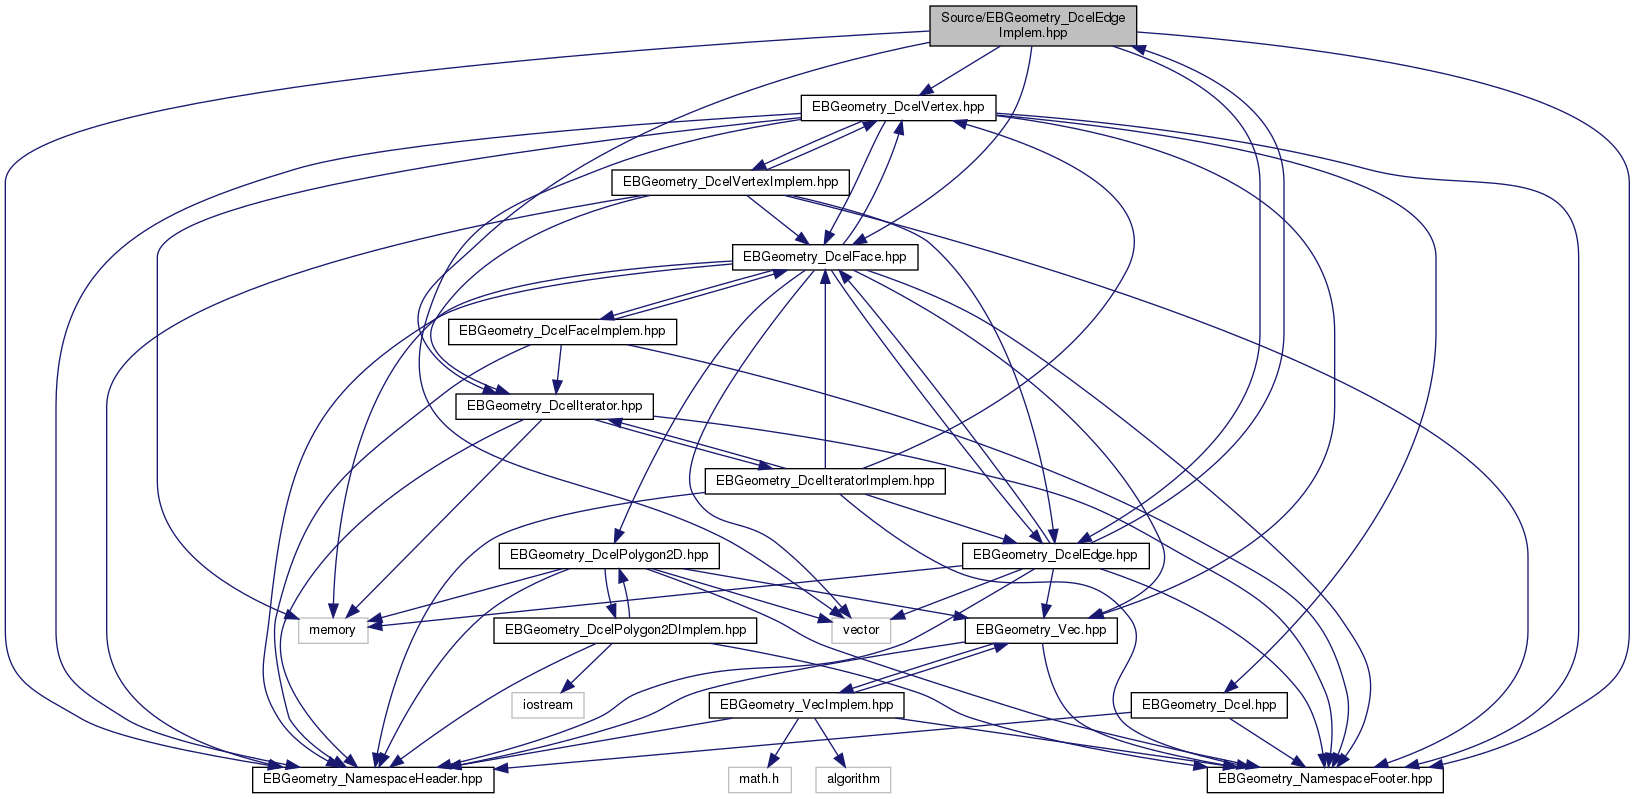 Source/EBGeometry_DcelEdge
Implem.hpp
EBGeometry_DcelVertex.hpp
EBGeometry_DcelVertexImplem.hpp
EBGeometry_DcelFace.hpp
EBGeometry_DcelFaceImplem.hpp
EBGeometry_DcelIterator.hpp
EBGeometry_DcelIteratorImplem.hpp
EBGeometry_DcelPolygon2D.hpp
EBGeometry_DcelEdge.hpp
memory
EBGeometry_DcelPolygon2DImplem.hpp
vector
EBGeometry_Vec.hpp
iostream
EBGeometry_VecImplem.hpp
EBGeometry_Dcel.hpp
EBGeometry_NamespaceHeader.hpp
math.h
algorithm
EBGeometry_NamespaceFooter.hpp